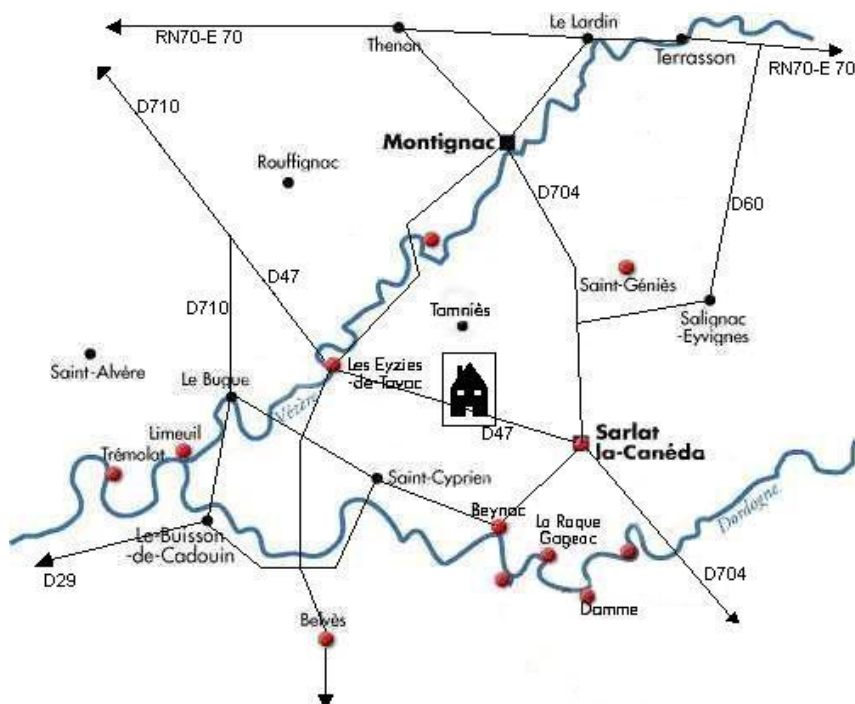 Le Lardin
RN70-E 70
Thenon
Terrasson
RN70-E 70
D710
Montignac
Rouffignac
D704
D60
D47
Saint-Géniès
D710
Tamniès
Salignac
-Eyvignes
Saint-Alvère
Les Eyzies
-de-Tayac
Le Bugue
Vézère
Limeuil
D47
Sarlat
la-Canéda
Trémolat
Saint-Cyprien
Beynac
Dordogne
La Roque
Gageac
Le-Buisson
-de-Cadouin
D29
D704
Damme
Belvès